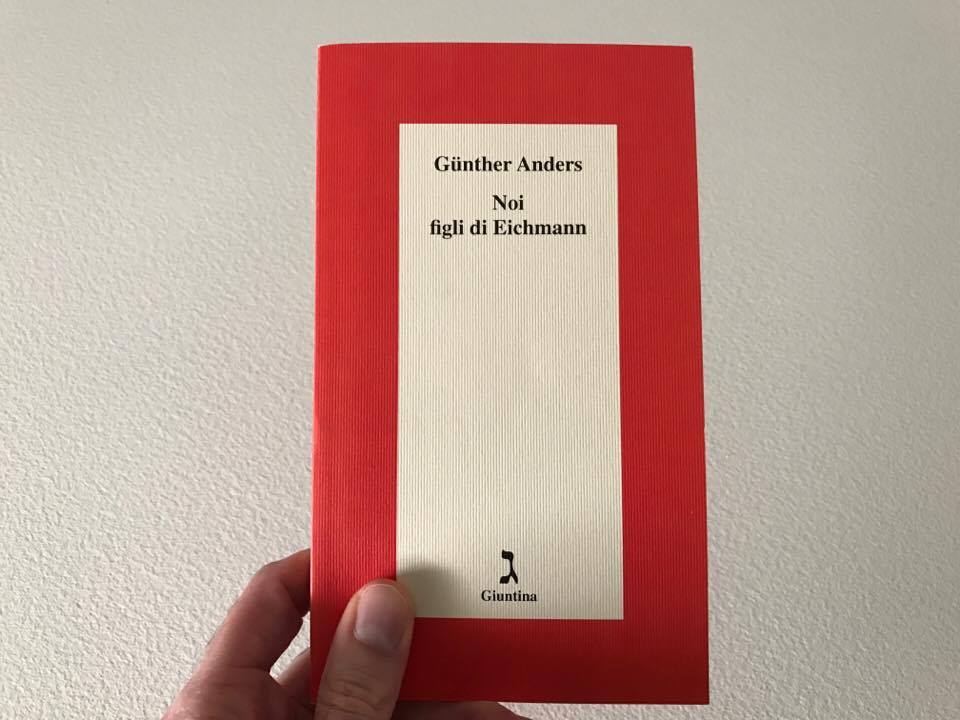 Günther Anders
Noi
figli di Eichmann
ג
Giuntina